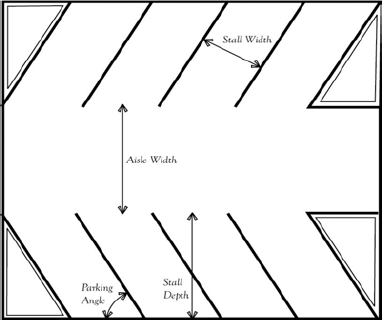 Stall Width
Aisle Width
Parking
Angle
Stall
Depth